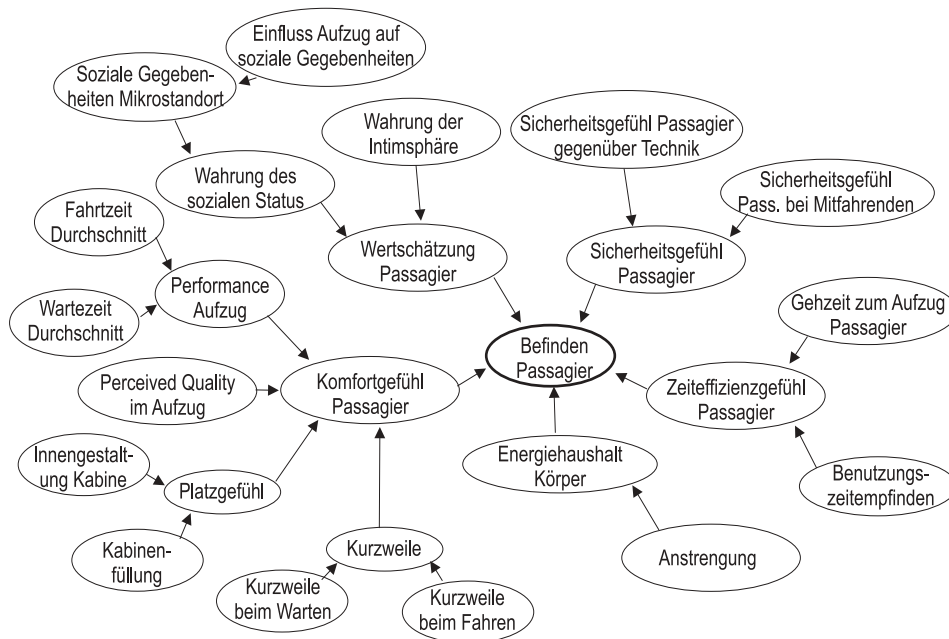 Einfluss Aufzug auf
soziale Gegebenheiten
Soziale Gegeben-
heiten Mikrostandort
Wahrung der
Intimsphäre
Sicherheitsgefühl Passagier
gegenüber Technik
Wahrung des
sozialen Status
Sicherheitsgefühl
Pass. bei Mitfahrenden
Fahrtzeit
Durchschnitt
Wertschätzung
Passagier
Sicherheitsgefühl
Passagier
Performance
Aufzug
Wartezeit
Durchschnitt
Gehzeit zum Aufzug
Passagier
Befinden
Passagier
Perceived Quality
im Aufzug
Komfortgefühl
Passagier
Zeiteffizienzgefühl
Passagier
Innengestalt-
ung Kabine
Platzgefühl
Energiehaushalt
Körper
Benutzungs-
zeitempfinden
Kabinen-
füllung
Kurzweile
Anstrengung
Kurzweile
beim Warten
Kurzweile
beim Fahren